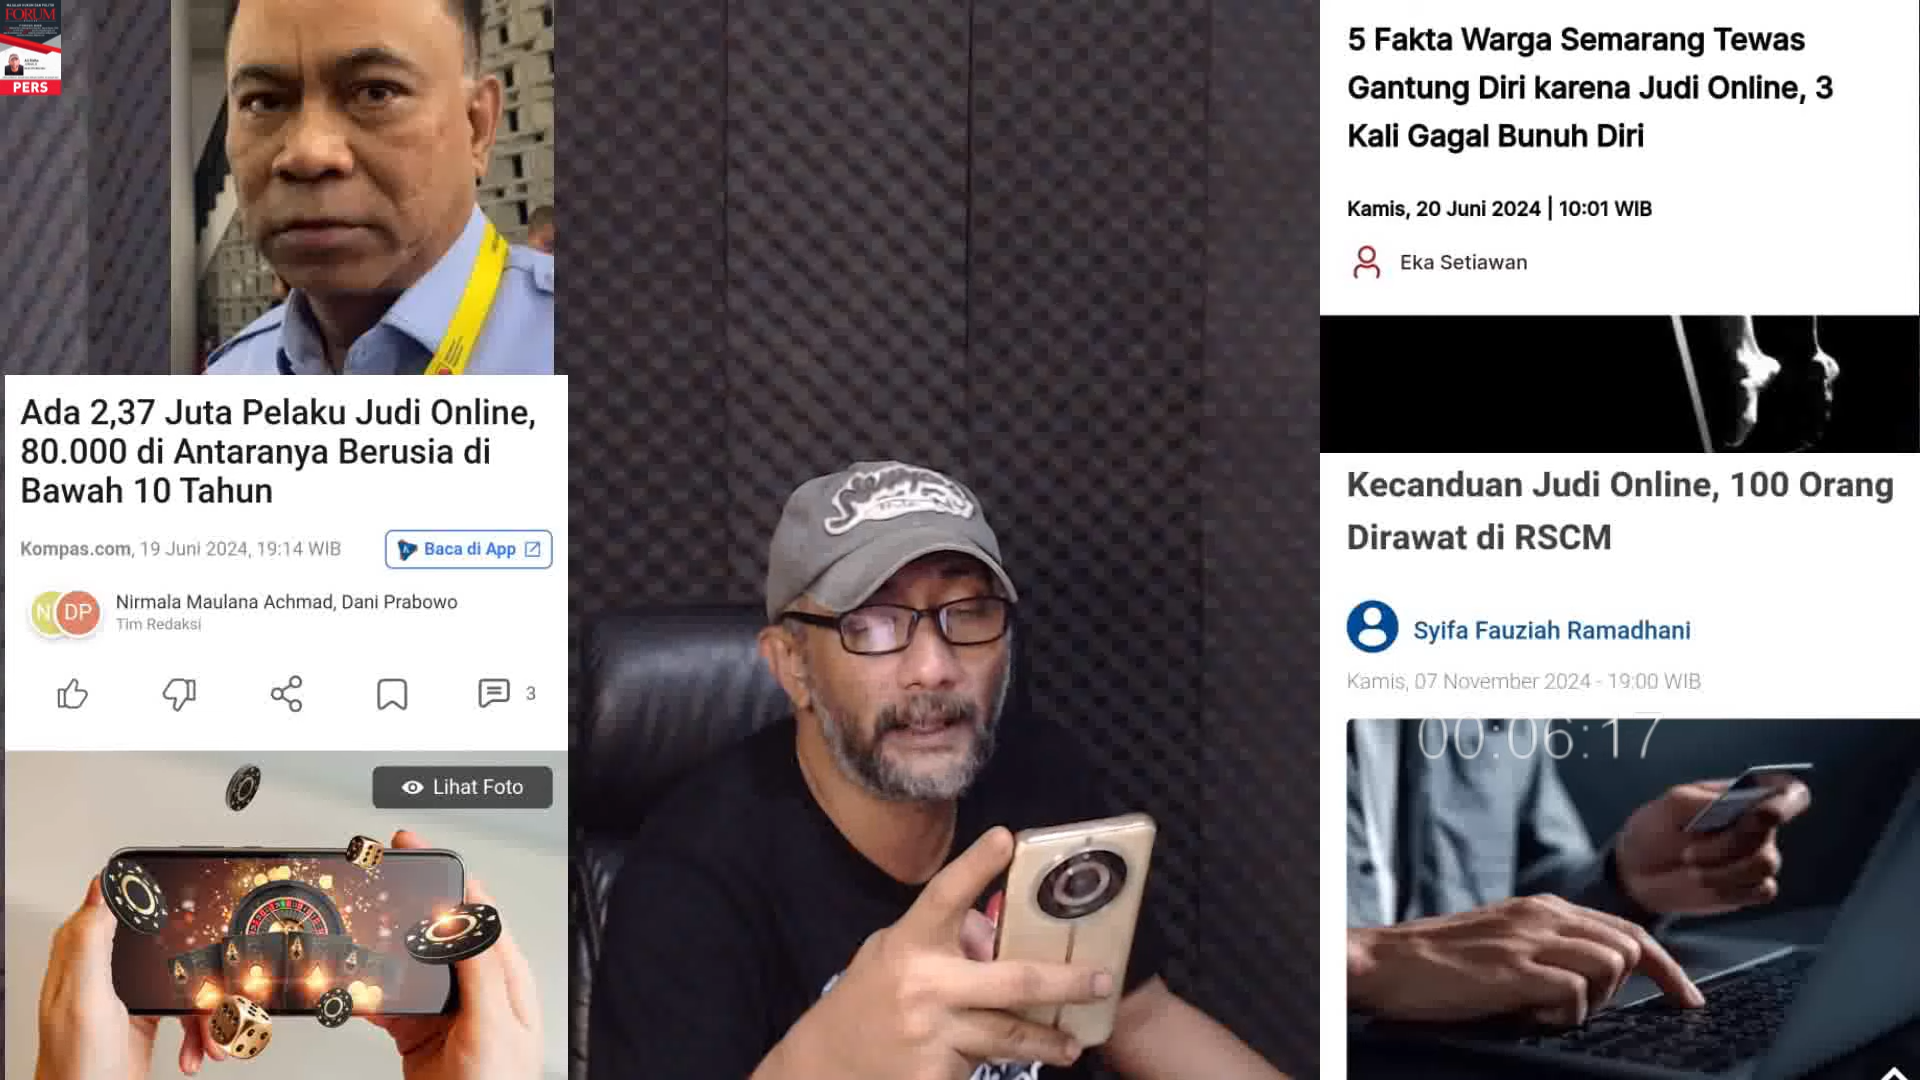 FORUM
PERS
Ada 2,37 Juta Pelaku Judi Online,
80.000 di Antaranya Berusia di
Bawah 10 Tahun
Kompas.com, 19 Juni 2024, 19:14 WIB
Baca di App
N DP
Nirmala Maulana Achmad, Dani Prabowo
Tim Redaksi
3
Lihat Foto
5 Fakta Warga Semarang Tewas
Gantung Diri karena Judi Online, 3
Kali Gagal Bunuh Diri
Kamis, 20 Juni 2024 | 10:01 WIB
Eka Setiawan
Kecanduan Judi Online, 100 Orang
Dirawat di RSCM
Syifa Fauziah Ramadhani
Kamis, 07 November 2024 - 19:00 WIB
00:06:17